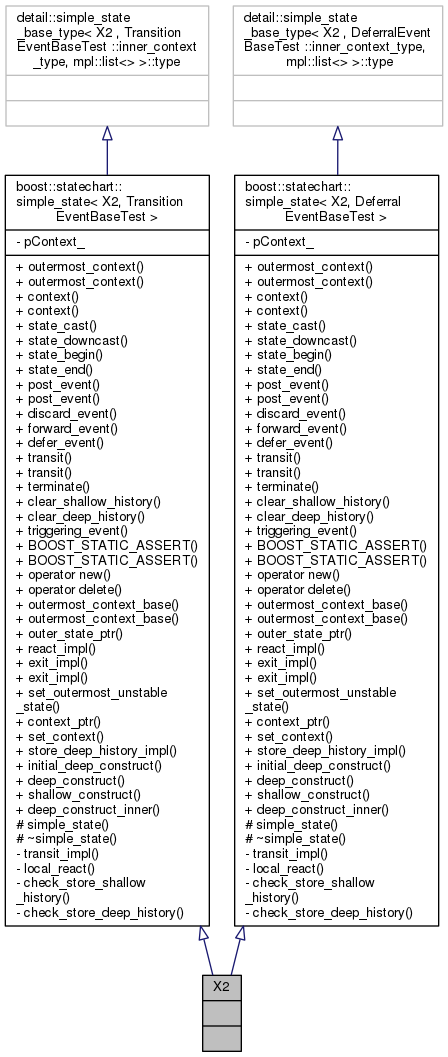 detail::simple_state
_base_type< X2 , Transition
EventBaseTest ::inner_context
_type, mpl::list<> >::type
detail::simple_state
_base_type< X2 , DeferralEvent
BaseTest ::inner_context_type,
mpl::list<> >::type
boost::statechart::
simple_state< X2, Transition
EventBaseTest >
- pContext_
+ outermost_context()
+ outermost_context()
+ context()
+ context()
+ state_cast()
+ state_downcast()
+ state_begin()
+ state_end()
+ post_event()
+ post_event()
+ discard_event()
+ forward_event()
+ defer_event()
+ transit()
+ transit()
+ terminate()
+ clear_shallow_history()
+ clear_deep_history()
+ triggering_event()
+ BOOST_STATIC_ASSERT()
+ BOOST_STATIC_ASSERT()
+ operator new()
+ operator delete()
+ outermost_context_base()
+ outermost_context_base()
+ outer_state_ptr()
+ react_impl()
+ exit_impl()
+ exit_impl()
+ set_outermost_unstable
_state()
+ context_ptr()
+ set_context()
+ store_deep_history_impl()
+ initial_deep_construct()
+ deep_construct()
+ shallow_construct()
+ deep_construct_inner()
# simple_state()
# ~simple_state()
- transit_impl()
- local_react()
- check_store_shallow
_history()
- check_store_deep_history()
boost::statechart::
simple_state< X2, Deferral
EventBaseTest >
- pContext_
+ outermost_context()
+ outermost_context()
+ context()
+ context()
+ state_cast()
+ state_downcast()
+ state_begin()
+ state_end()
+ post_event()
+ post_event()
+ discard_event()
+ forward_event()
+ defer_event()
+ transit()
+ transit()
+ terminate()
+ clear_shallow_history()
+ clear_deep_history()
+ triggering_event()
+ BOOST_STATIC_ASSERT()
+ BOOST_STATIC_ASSERT()
+ operator new()
+ operator delete()
+ outermost_context_base()
+ outermost_context_base()
+ outer_state_ptr()
+ react_impl()
+ exit_impl()
+ exit_impl()
+ set_outermost_unstable
_state()
+ context_ptr()
+ set_context()
+ store_deep_history_impl()
+ initial_deep_construct()
+ deep_construct()
+ shallow_construct()
+ deep_construct_inner()
# simple_state()
# ~simple_state()
- transit_impl()
- local_react()
- check_store_shallow
_history()
- check_store_deep_history()
X2